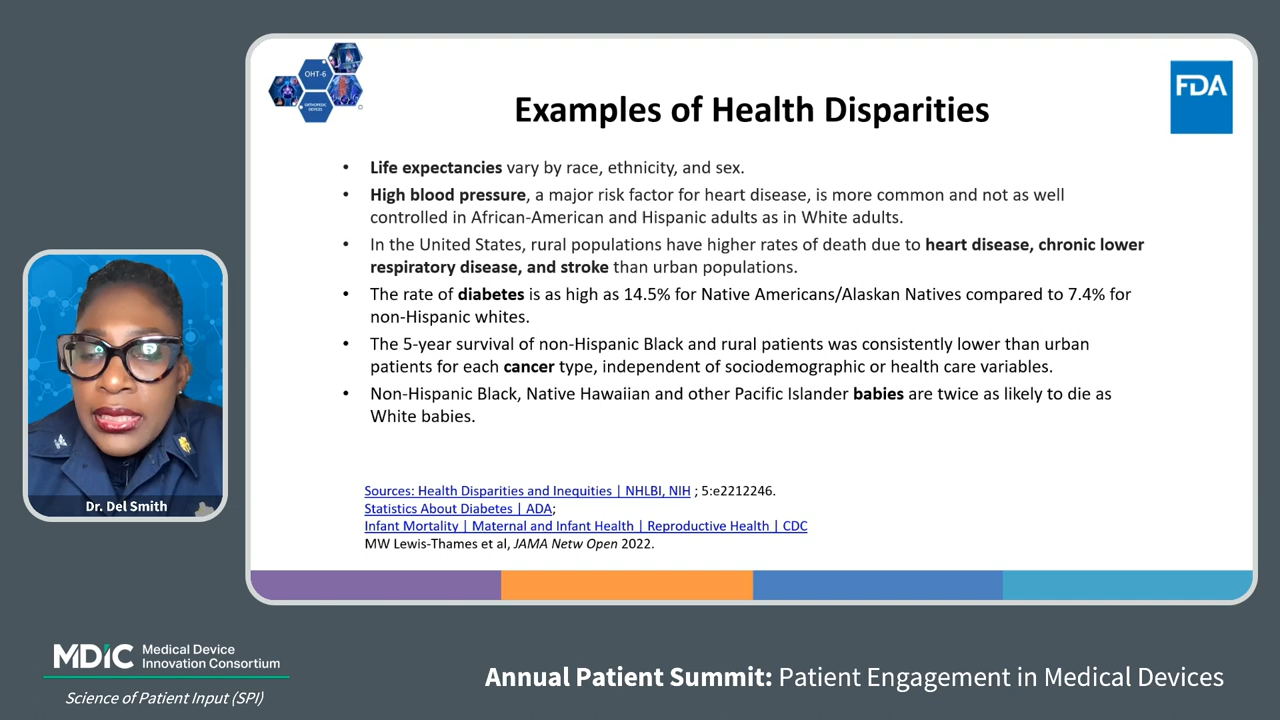 OHT-6
ORTHOPEDIC
DEVICES
FDA
Examples of Health Disparities
• Life expectancies vary by race, ethnicity, and sex.
• High blood pressure, a major risk factor for heart disease, is more common and not as well
controlled in African-American and Hispanic adults as in White adults.
• In the United States, rural populations have higher rates of death due to heart disease, chronic lower
respiratory disease, and stroke than urban populations.
• The rate of diabetes is as high as 14.5% for Native Americans/Alaskan Natives compared to 7.4% for
non-Hispanic whites.
• The 5-year survival of non-Hispanic Black and rural patients was consistently lower than urban
patients for each cancer type, independent of sociodemographic or health care variables.
• Non-Hispanic Black, Native Hawaiian and other Pacific Islander babies are twice as likely to die as
White babies.
Sources: Health Disparities and Inequities | NHLBI, NIH ; 5:e2212246.
Statistics About Diabetes | ADA;
Infant Mortality | Maternal and Infant Health | Reproductive Health | CDC
MW Lewis-Thames et al, JAMA Netw Open 2022.
Dr. Del Smith
MDIC Medical Device
Innovation Consortium
Science of Patient Input (SPI)
Annual Patient Summit: Patient Engagement in Medical Devices